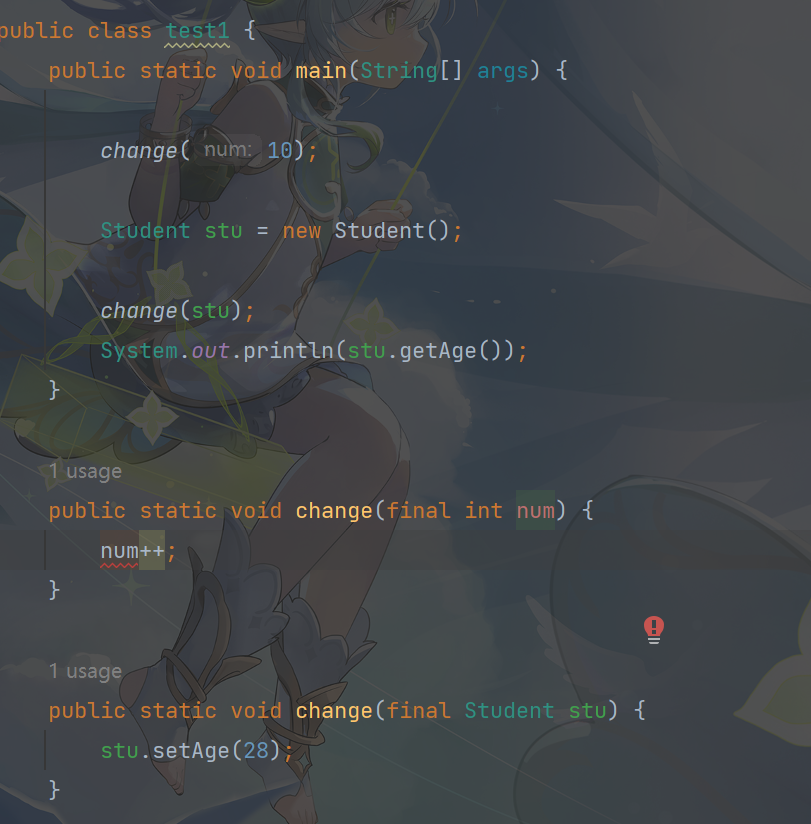 public class test1 {
public static void main(String[] args) {
change( num: 10);
Student stu = new Student();
change(stu);
System.out.println(stu.getAge());
}
1 usage
public static void change(final int num) {
num++;
}
1 usage
public static void change(final Student stu) {
stu.setAge(28);
}